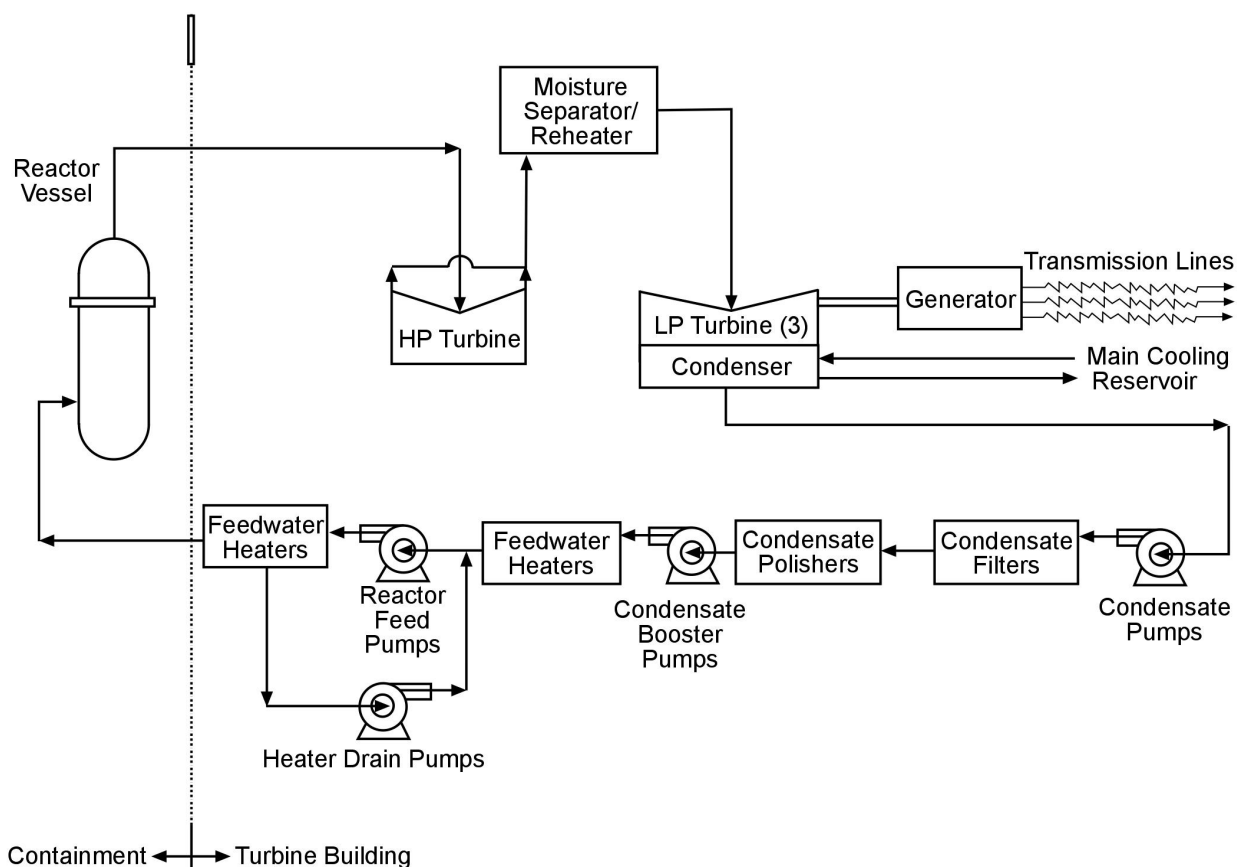 Moisture
Separator/
Reheater
Reactor
Vessel
HP Turbine
LP Turbine (3)
Condenser
Generator
Transmission Lines
Main Cooling
Reservoir
Feedwater
Heaters
Reactor
Feed
Pumps
Feedwater
Heaters
Condensate
Booster
Pumps
Condensate
Polishers
Condensate
Filters
Condensate
Pumps
Heater Drain Pumps
Containment
Turbine Building